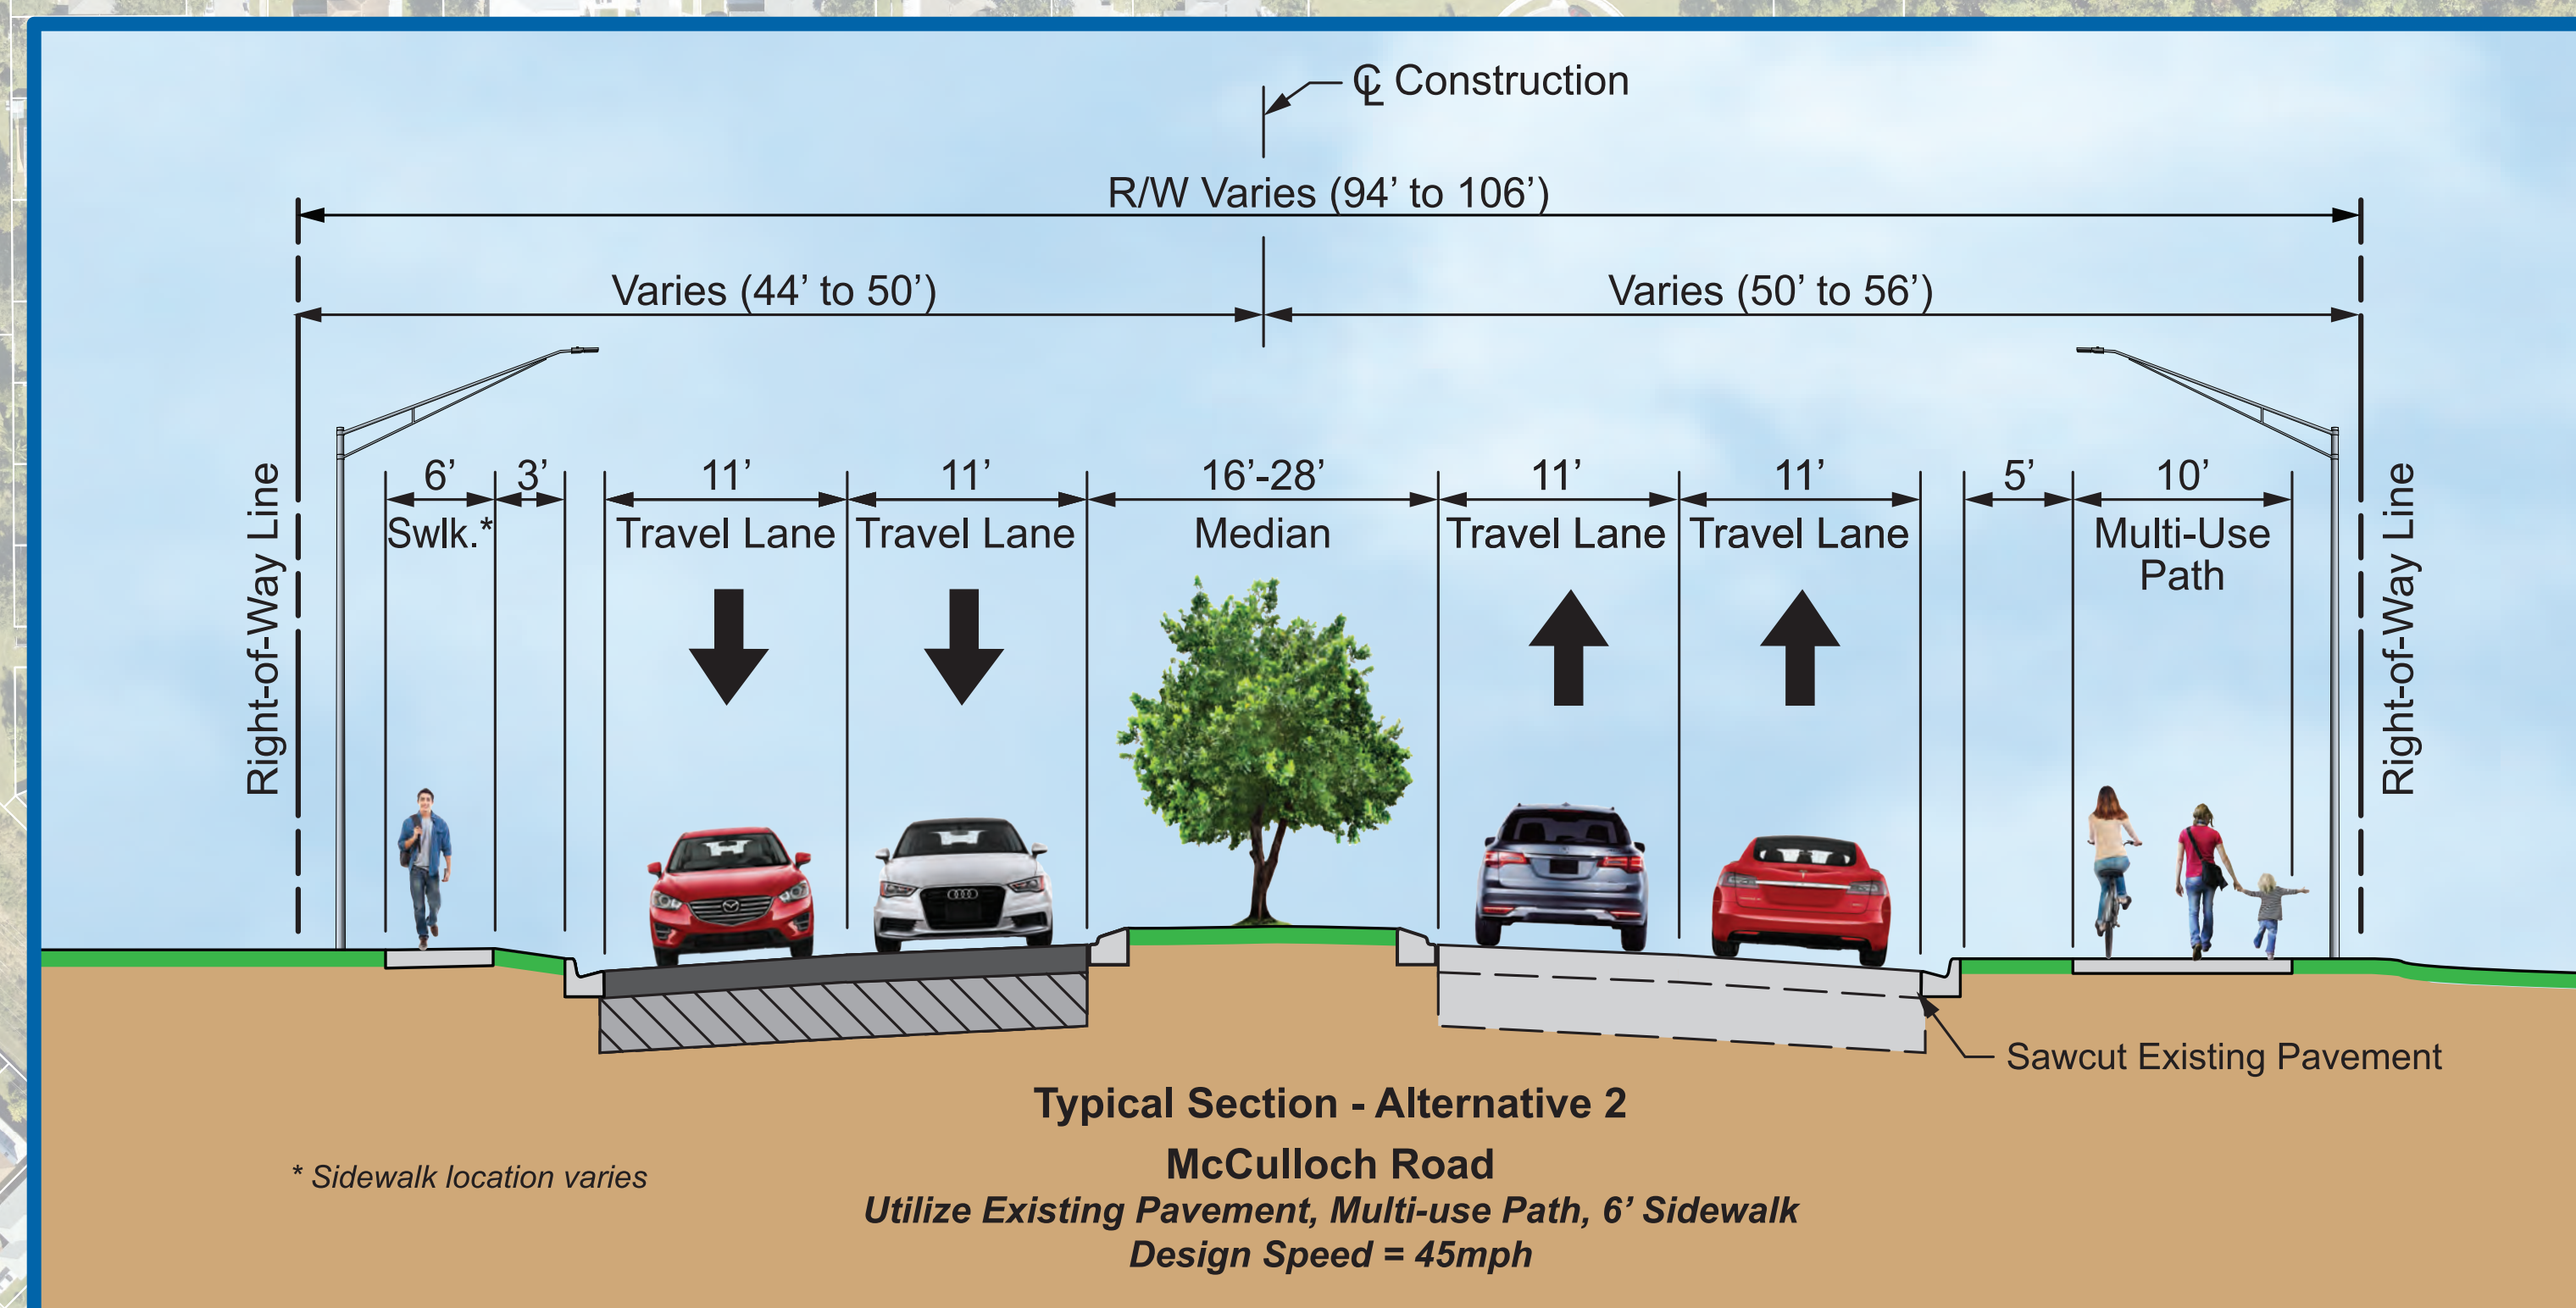 ℄ Construction
R/W Varies (94’ to 106’)
Varies (44’ to 50’)
Varies (50’ to 56’)
Right-of-Way Line
6’
3’
11’
11’
16’-28’
11’
11’
5’
10’
Swlk.*
Travel Lane
Travel Lane
Median
Travel Lane
Travel Lane
Multi-Use
Path
Right-of-Way Line
Sawcut Existing Pavement
Typical Section - Alternative 2
McCulloch Road
* Sidewalk location varies
Utilize Existing Pavement, Multi-use Path, 6’ Sidewalk
Design Speed = 45mph